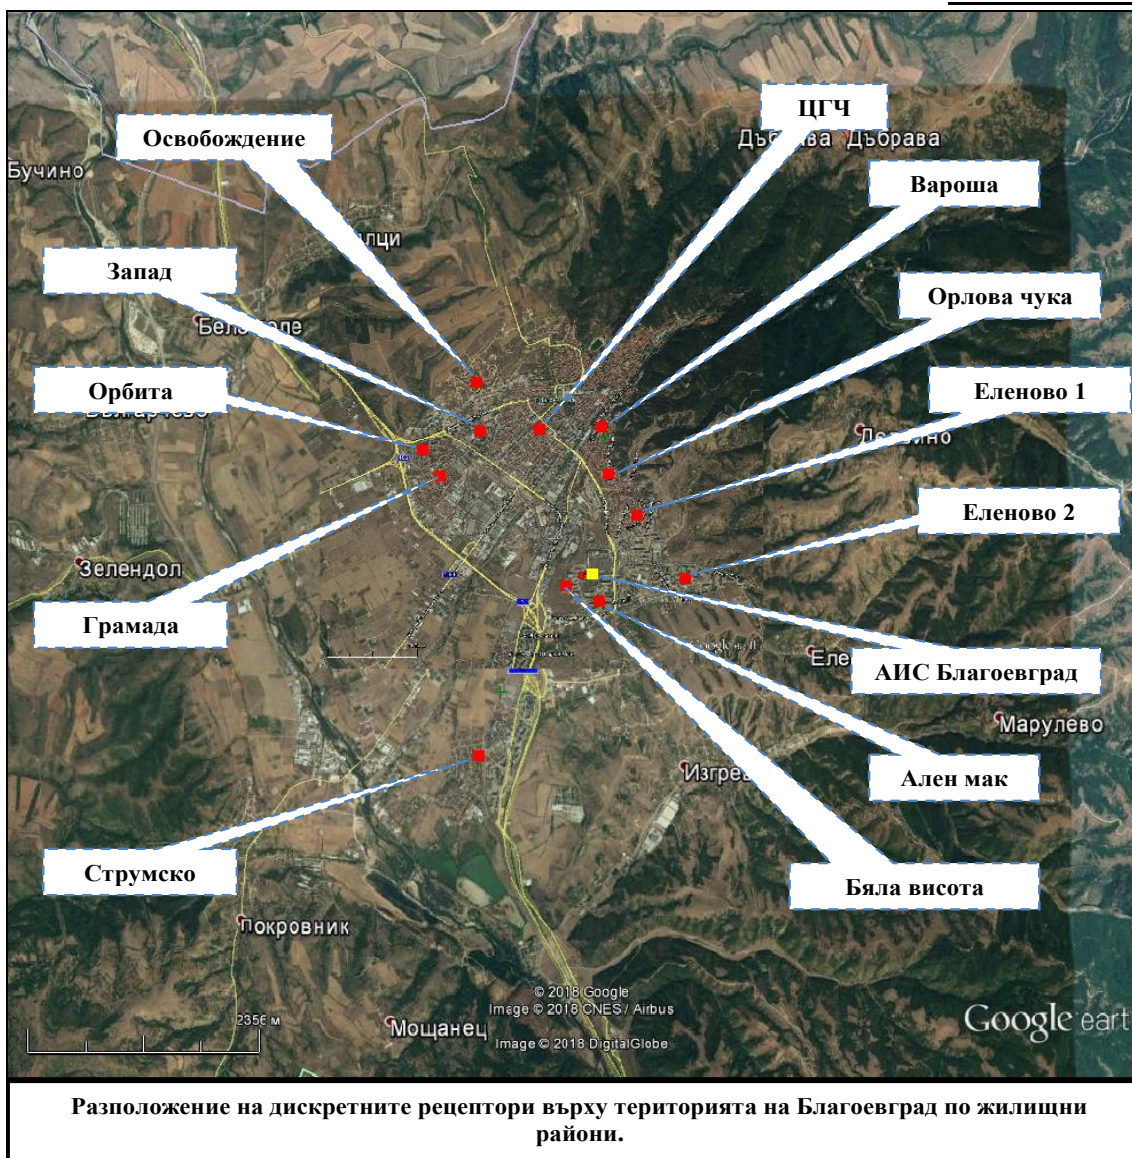 ЦГЧ
Освобождение
Дъбрава Дъбрава
Бучино
Вароша
Запад
Орлова чука
Орбита
Еленово 1
Еленово 2
Зелендол
Грамада
АИС Благоевград
Марулево
Ален мак
Струмско
Бяла висота
Покровник
© 2018 Google
Image © 2018 CNES / Airbus
2356 м
Мощанец
Google eart
Image © 2018 DigitalGlobe
Разположение на дискретните рецептори върху територията на Благоевград по жилищни
райони.